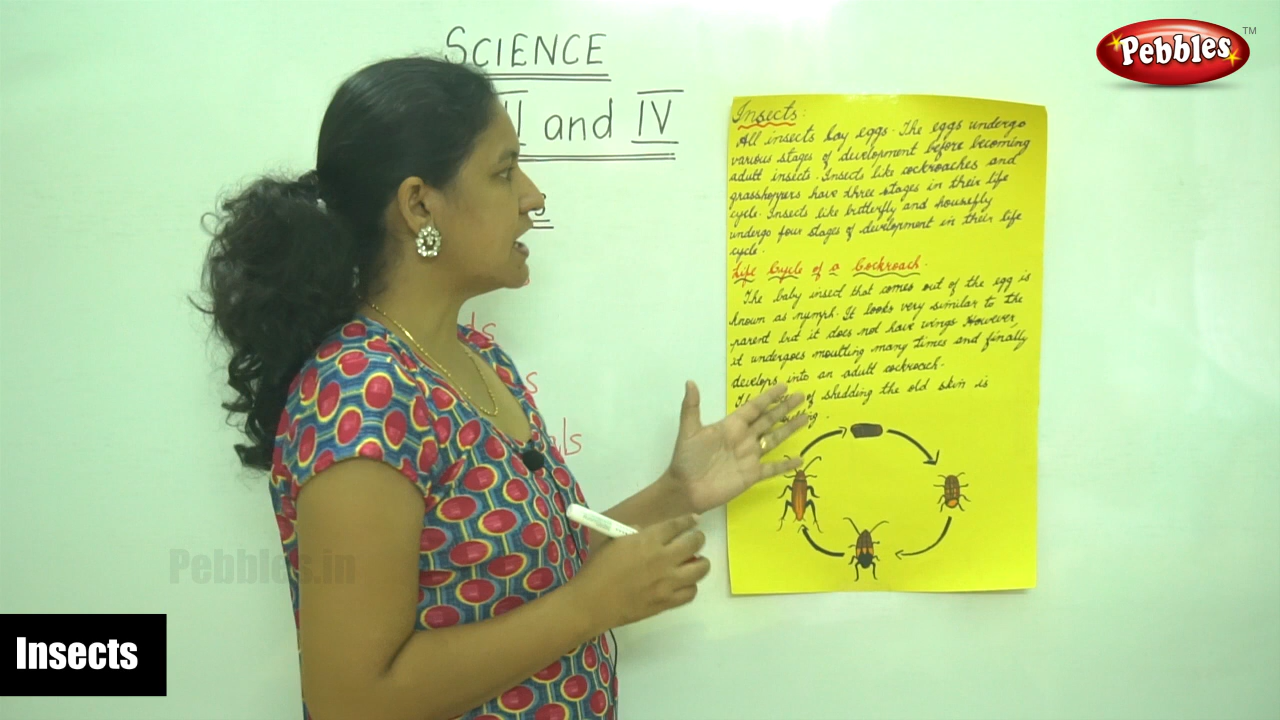 SCIENCE
and IV
Pebbles TM
Insects:
All insects lay eggs. The eggs undergo
various stages of development before becoming
adult insects. Insects like cockroaches and
grasshoppers have three stages in their life
cycle. Insects like butterfly and housefly
undergo four stages of development in their life
cycle.
Life Cycle of a Cockroach.
The baby insect that comes out of the egg is
known as nymph. It looks very similar to the
parent but it does not have wings However,
it undergoes moulting many times and finally
develops into an adult cockroach.
of shedding the old skin is
Pebbles.in
Insects